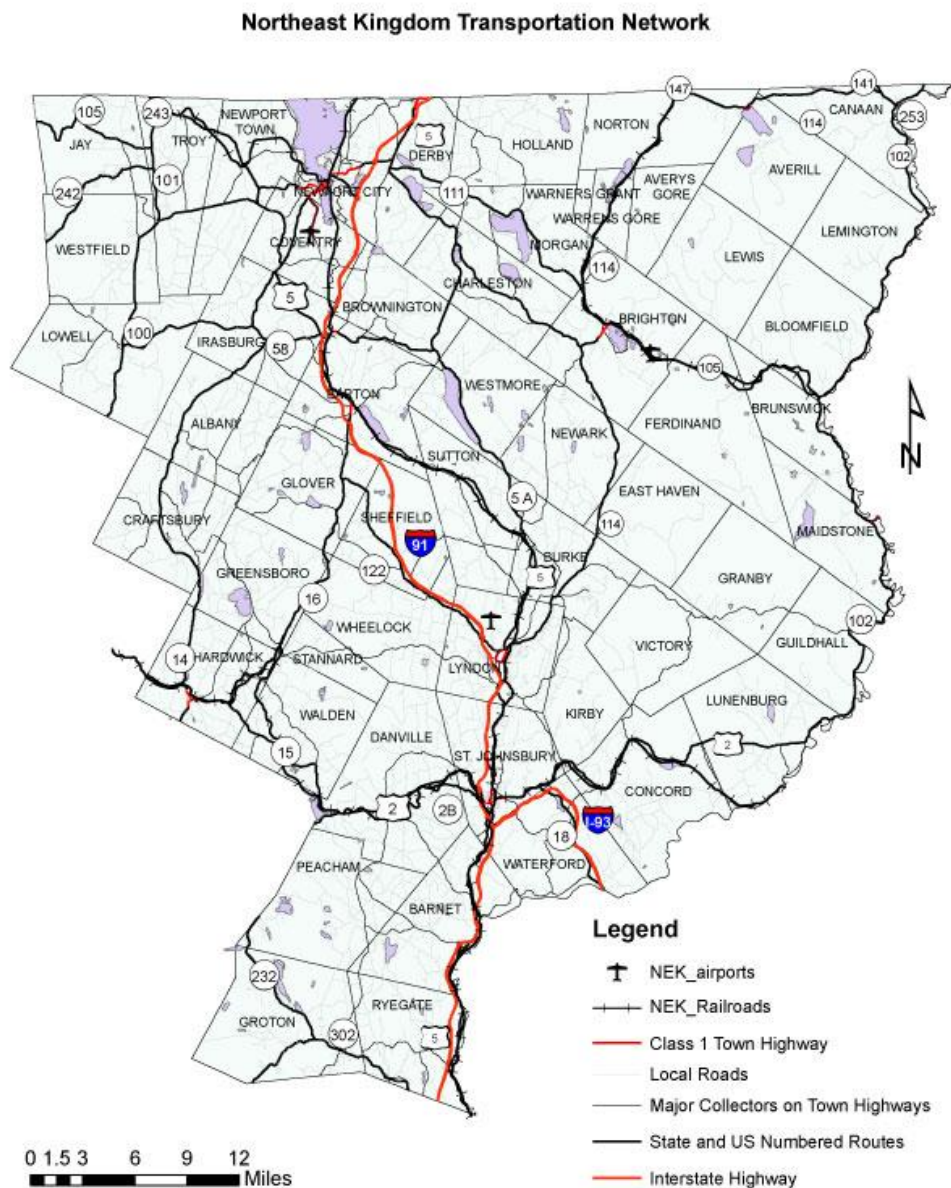 Northeast Kingdom Transportation Network
147
141
105
243
NEWPORT
TOWN
CANAAN
114
253
JAY
TROY
5
DERBY
HOLLAND
NORTON
102
AVERILL
242
101
NEWPORT CITY
111
WARNERS GRANT
AVERYS
GORE
WARRENS GORE
LEMINGTON
WESTFIELD
COVENTRY
MORGAN
LEWIS
114
CHARLESTON
5
BROWNINGTON
BRIGHTON
BLOOMFIELD
LOWELL
100
IRASBURG
58
105
WESTMORE
BARTON
BRUNSWICK
ALBANY
NEWARK
FERDINAND
SUTTON
GLOVER
5 A
EAST HAVEN
CRAFTSBURY
SHEFFIELD
114
MAIDSTONE
91
BURKE
GREENSBORO
122
5
GRANBY
16
102
WHEELOCK
VICTORY
GUILDHALL
14
HARDWICK
STANNARD
LYNDON
WALDEN
KIRBY
LUNENBURG
DANVILLE
15
ST. JOHNSBURY
2
CONCORD
2
2B
I-93
18
PEACHAM
WATERFORD
BARNET
232
RYEGATE
GROTON
302
5
N
Legend
NEK_airports
NEK_Railroads
Class 1 Town Highway
Local Roads
Major Collectors on Town Highways
State and US Numbered Routes
Interstate Highway
0 1.5 3 6 9 12
Miles